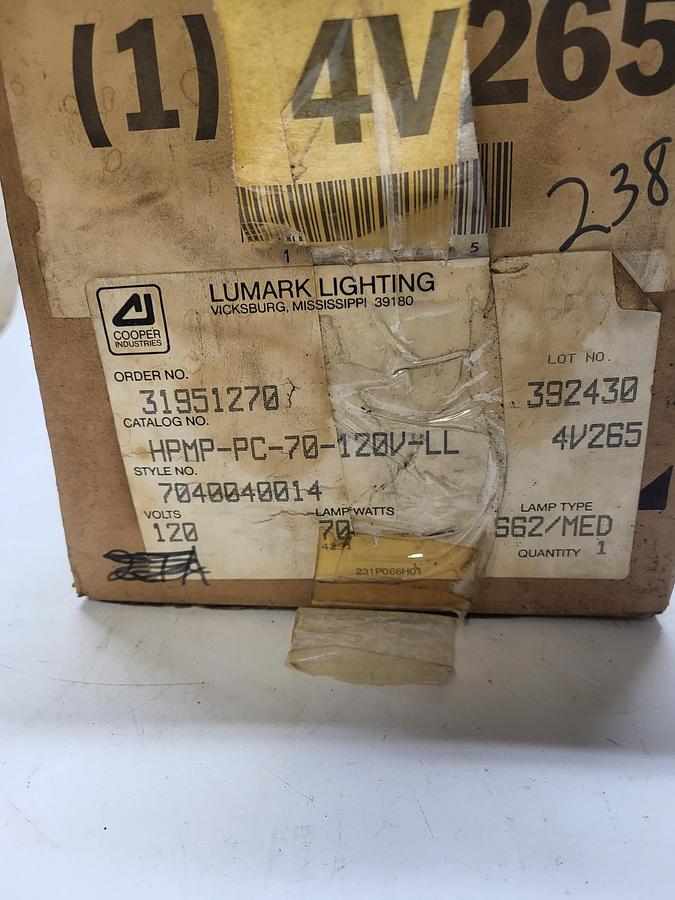 (1) 4V265
238
1 5
COOPER
INDUSTRIES
LUMARK LIGHTING
VICKSBURG, MISSISSIPPI 39180
ORDER NO.
31951270
LOT NO.
392430
CATALOG NO.
HPMP-PC-70-120V-LL
4V265
STYLE NO.
7040040014
VOLTS
120
LAMP WATTS
70
LAMP TYPE
S62/MED
4291
231P066H01
QUANTITY 1